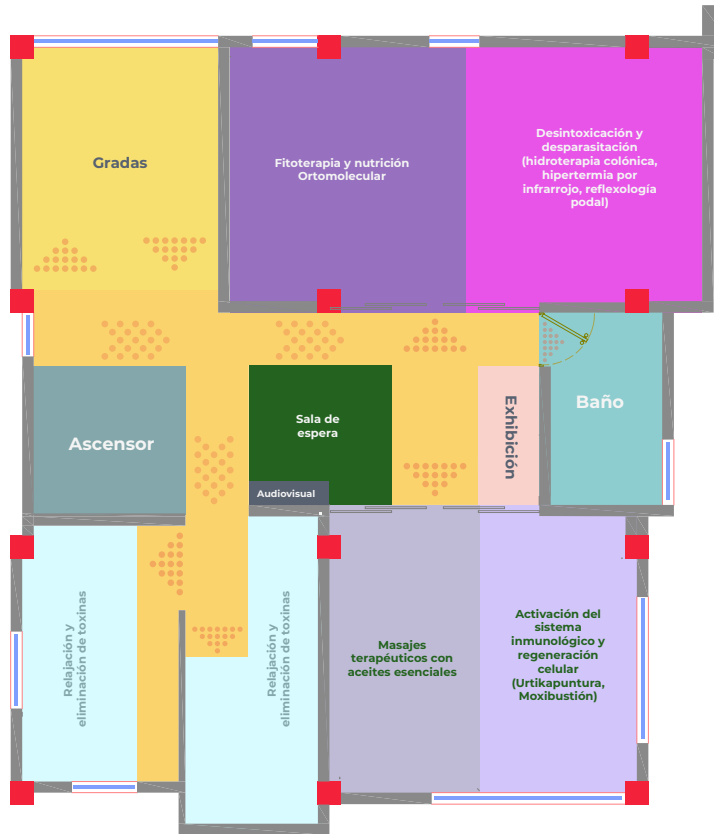 Gradas
Fitoterapia y nutrición
Ortomolecular
Desintoxicación y
desparasitación
(hidroterapia colónica,
hipertermia por
infrarrojo, reflexología
podal)
Ascensor
Sala de
espera
Audiovisual
Exhibición
Baño
Relajación y
eliminación de toxinas
Relajación y
eliminación de toxinas
Masajes
terapéuticos con
aceites esenciales
Activación del
sistema
inmunológico y
regeneración
celular
(Urtikapuntura,
Moxibustión)